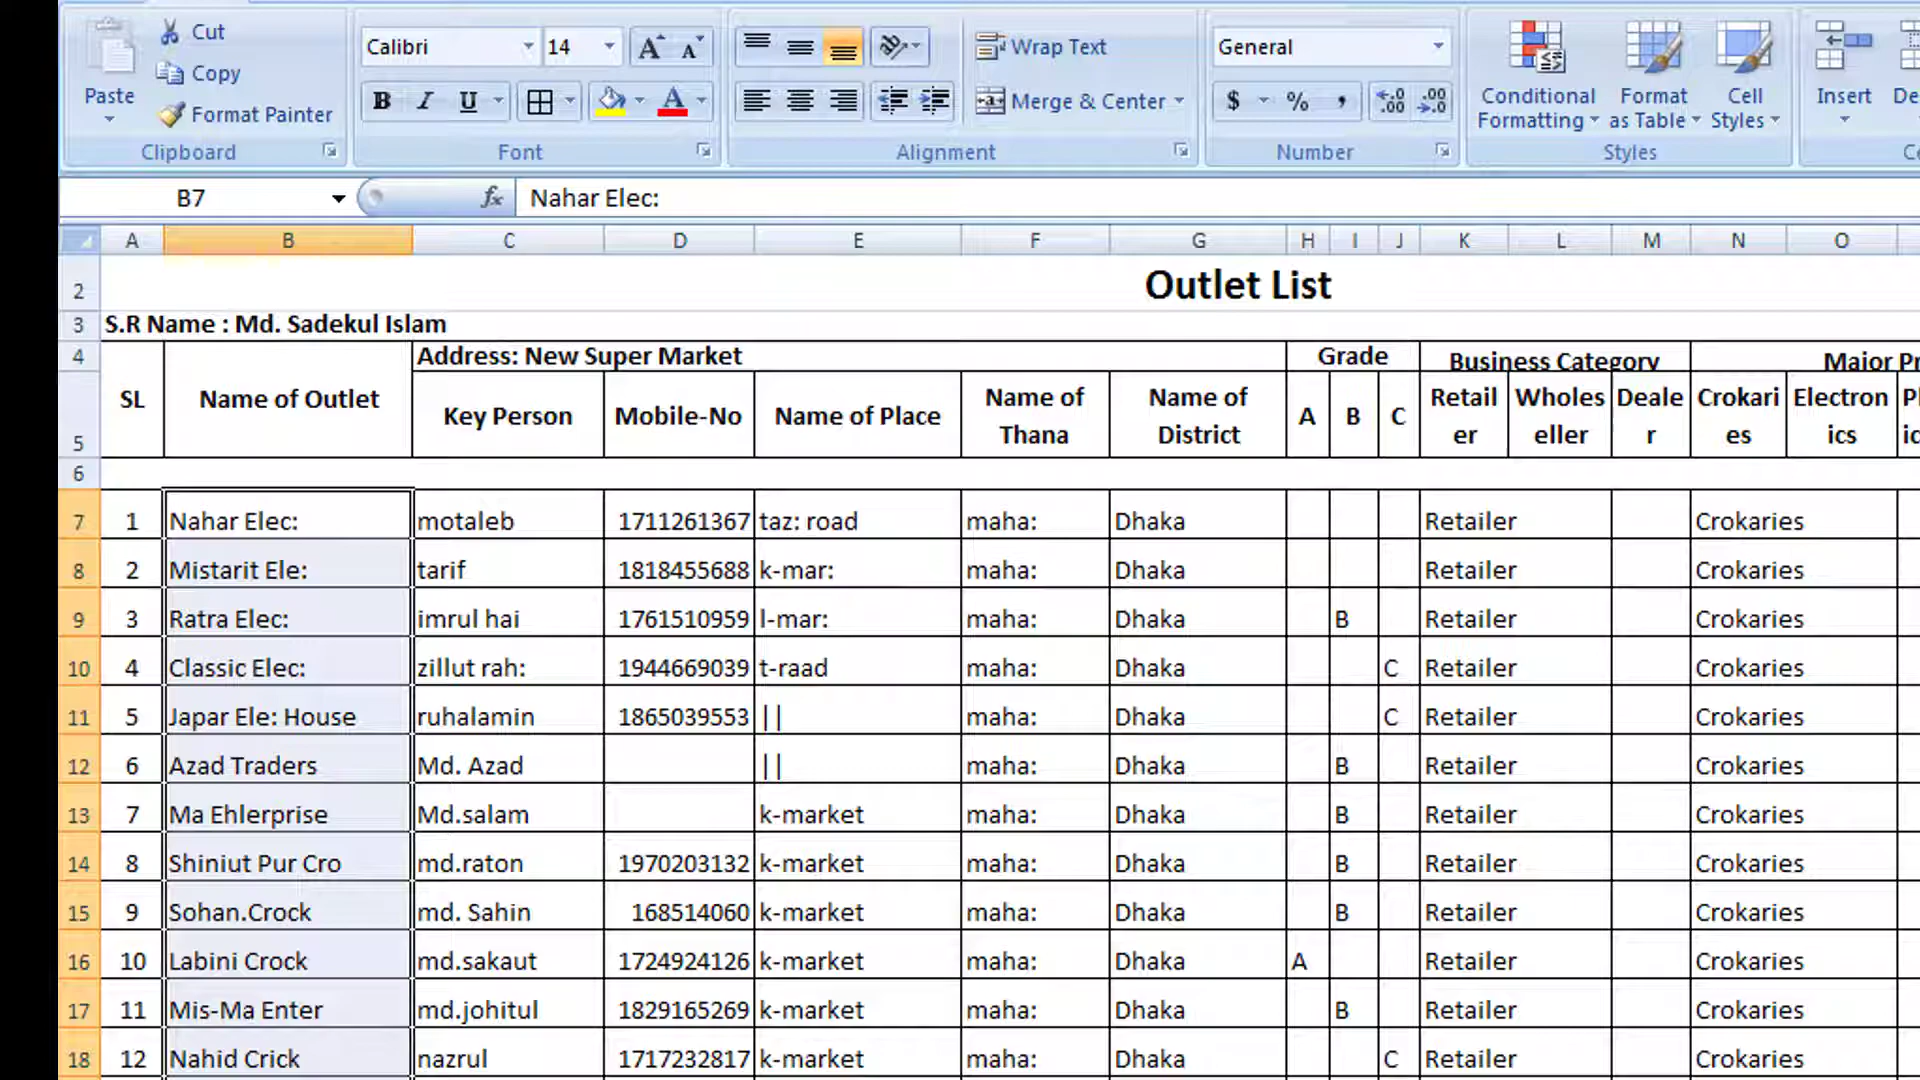 Cut
Copy
Format Painter
Paste
Clipboard
Calibri 14
B I U
Font
Wrap Text
Merge & Center
Alignment
General
$ % ,
Number
Conditional Formatting
Format as Table
Cell Styles
Styles
Insert
B7 fx Nahar Elec:
A B C D E F G H I J K L M N O
2 Outlet List
3 S.R Name : Md. Sadekul Islam
4 Address: New Super Market Grade Business Category Major
5 SL Name of Outlet Key Person Mobile-No Name of Place Name of Thana Name of District A B C Retailer Wholeseller Dealer Crokaries Electronics
6
7 1 Nahar Elec: motaleb 1711261367 taz: road maha: Dhaka Retailer Crokaries
8 2 Mistarit Ele: tarif 1818455688 k-mar: maha: Dhaka Retailer Crokaries
9 3 Ratra Elec: imrul hai 1761510959 l-mar: maha: Dhaka B Retailer Crokaries
10 4 Classic Elec: zillut rah: 1944669039 t-raad maha: Dhaka C Retailer Crokaries
11 5 Japar Ele: House ruhalamin 1865039553 || maha: Dhaka C Retailer Crokaries
12 6 Azad Traders Md. Azad || maha: Dhaka B Retailer Crokaries
13 7 Ma Ehlerprise Md.salam k-market maha: Dhaka B Retailer Crokaries
14 8 Shiniut Pur Cro md.raton 1970203132 k-market maha: Dhaka B Retailer Crokaries
15 9 Sohan.Crock md. Sahin 168514060 k-market maha: Dhaka B Retailer Crokaries
16 10 Labini Crock md.sakaut 1724924126 k-market maha: Dhaka A Retailer Crokaries
17 11 Mis-Ma Enter md.johitul 1829165269 k-market maha: Dhaka B Retailer Crokaries
18 12 Nahid Crick nazrul 1717232817 k-market maha: Dhaka C Retailer Crokaries